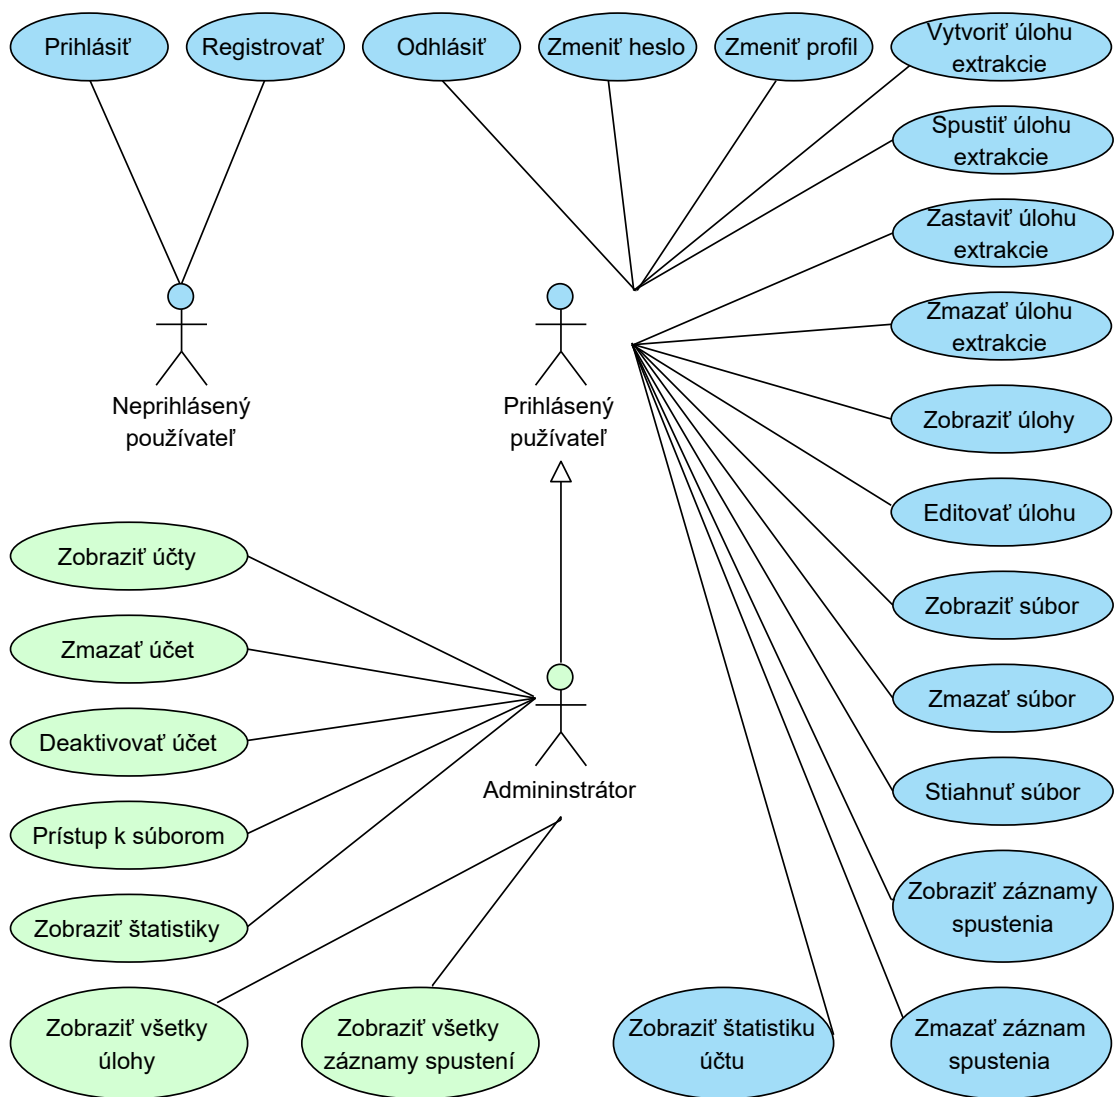 Prihlásiť
Registrovať
Odhlásiť
Zmeniť heslo
Zmeniť profil
Vytvoriť úlohu
extrakcie
Spustiť úlohu
extrakcie
Zastaviť úlohu
extrakcie
Zmazať úlohu
extrakcie
Neprihlásený
používateľ
Prihlásený
pužívateľ
Zobraziť úlohy
Editovať úlohu
Zobraziť účty
Zobraziť súbor
Zmazať účet
Zmazať súbor
Deaktivovať účet
Admininstrátor
Stiahnuť súbor
Prístup k súborom
Zobraziť záznamy
spustenia
Zobraziť štatistiky
Zobraziť všetky
úlohy
Zobraziť všetky
záznamy spustení
Zobraziť štatistiku
účtu
Zmazať záznam
spustenia